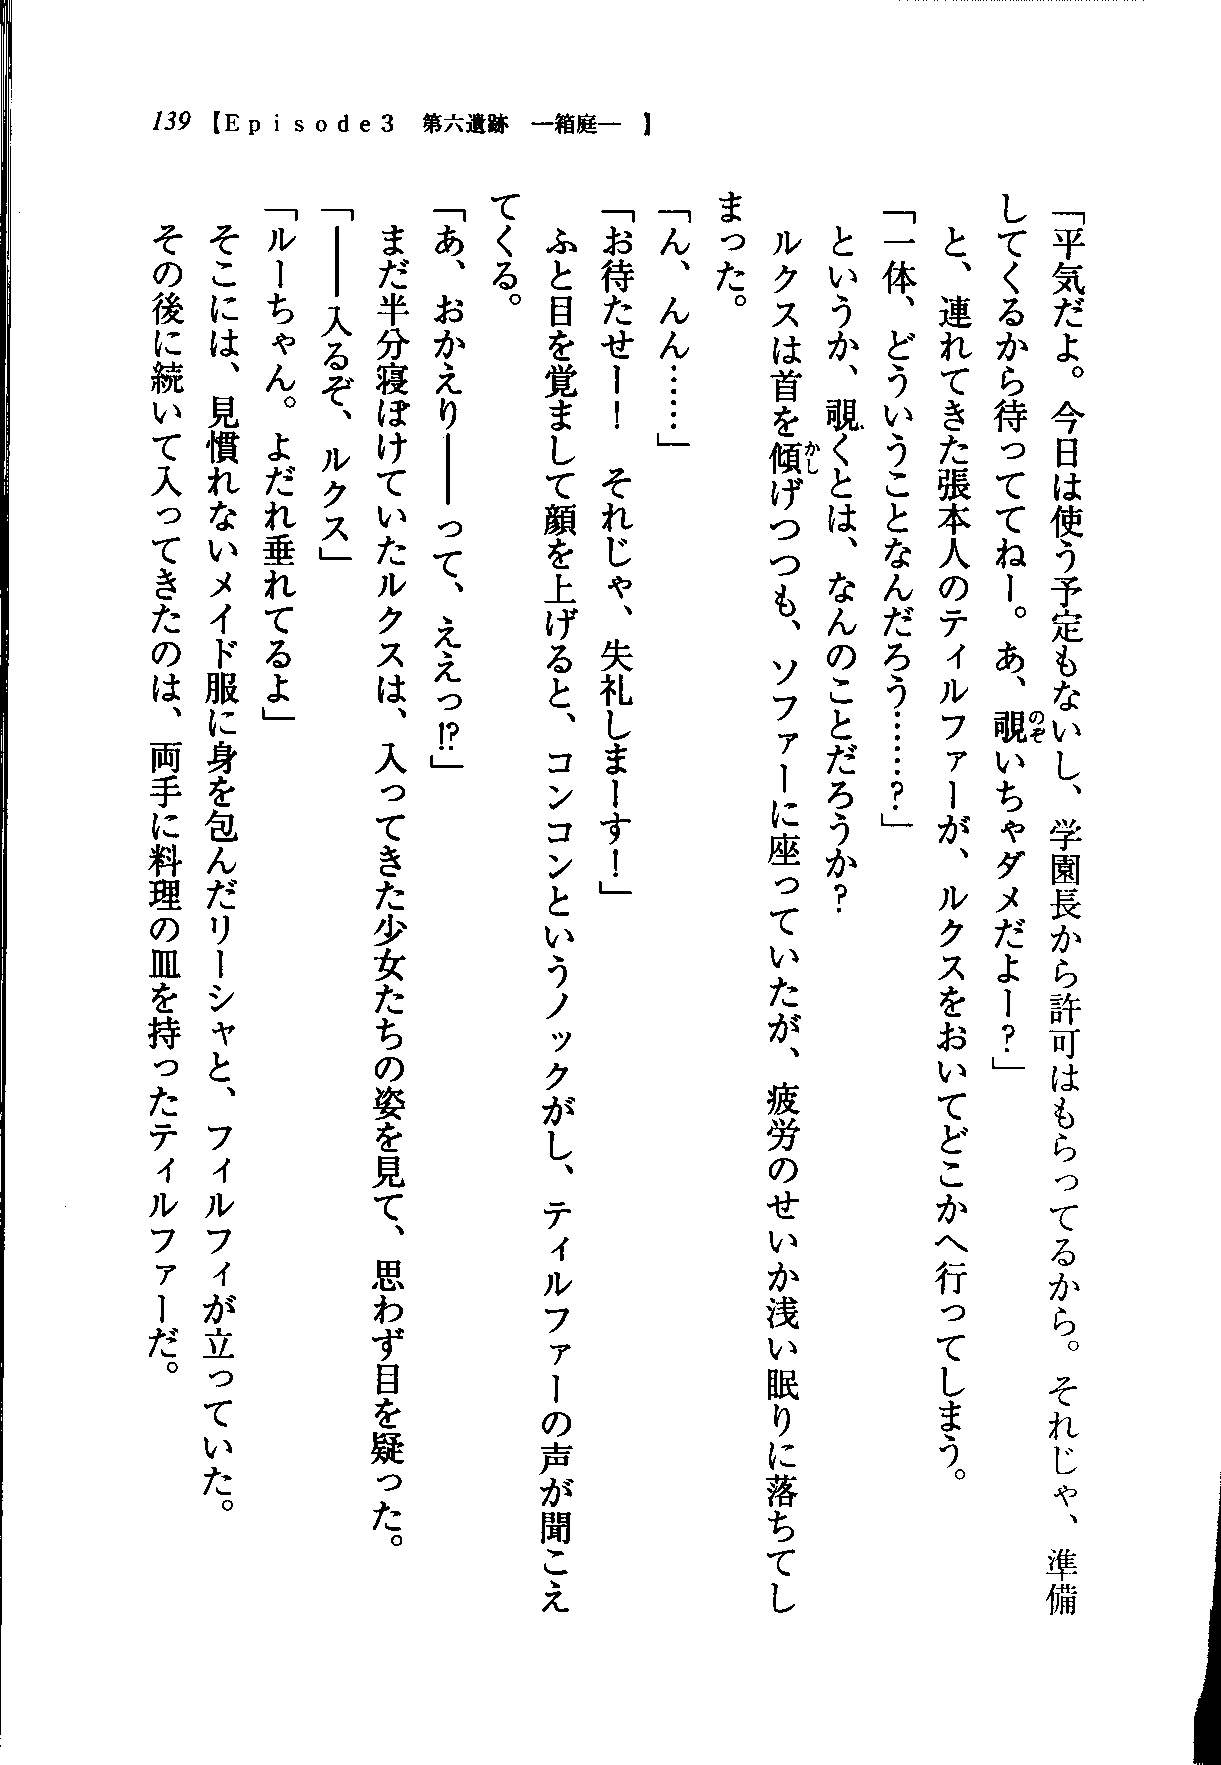 139【Episode3　第六遺跡　―箱庭―　】
「平気だよ。今日は使う予定もないし、学園長から許可はもらってるから。それじゃ、準備
してくるから待っててねー。あ、覗いちゃダメだよー？」
と、連れてきた張本人のティルファーが、ルクスをおいてどこかへ行ってしまう。
「一体、どういうことなんだろう……？」
というか、覗くとは、なんのことだろうか？
ルクスは首を傾げつつも、ソファーに座っていたが、疲労のせいか浅い眠りに落ちてし
まった。
「ん、んん……」
「お待たせー！　それじゃ、失礼しまーす！」
ふと目を覚まして顔を上げると、コンコンというノックがし、ティルファーの声が聞こえ
てくる。
「あ、おかえり――って、ええっ!?」
まだ半分寝ぼけていたルクスは、入ってきた少女たちの姿を見て、思わず目を疑った。
「――入るぞ、ルクス」
「ルーちゃん。よだれ垂れてるよ」
そこには、見慣れないメイド服に身を包んだリーシャと、フィルフィが立っていた。
その後に続いて入ってきたのは、両手に料理の皿を持ったティルファーだ。